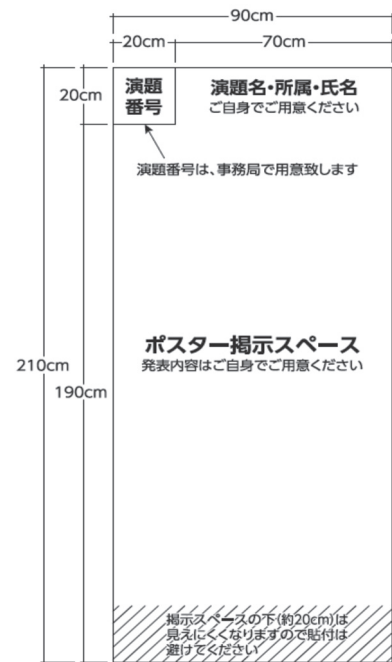 90cm
20cm
70cm
20cm
演題
番号
演題名・所属・氏名
ご自身でご用意ください
演題番号は、事務局で用意致します
ポスター掲示スペース
発表内容はご自身でご用意ください
210cm
190cm
掲示スペースの下(約20cm)は
見えにくくなりますので貼付は
避けてください